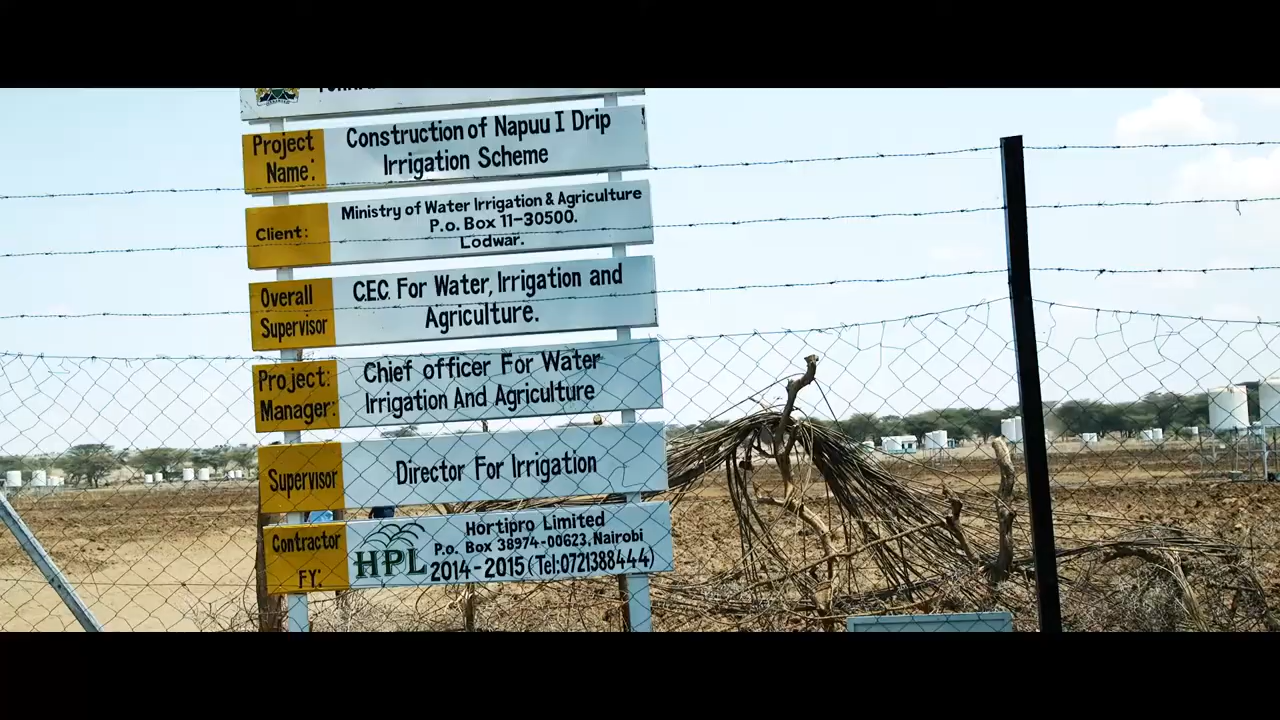 Project
Name:
Construction of Napuu I Drip
Irrigation Scheme
Client:
Ministry of Water Irrigation & Agriculture
P.o. Box 11-30500.
Lodwar.
Overall
Supervisor
C.E.C. For Water, Irrigation and
Agriculture.
Project:
Manager:
Chief officer For Water
Irrigation And Agriculture
Supervisor
Director For Irrigation
Contractor
FY:
HPL
Hortipro Limited
P.o. Box 38974-00623, Nairobi
2014-2015 (Tel:0721388444)